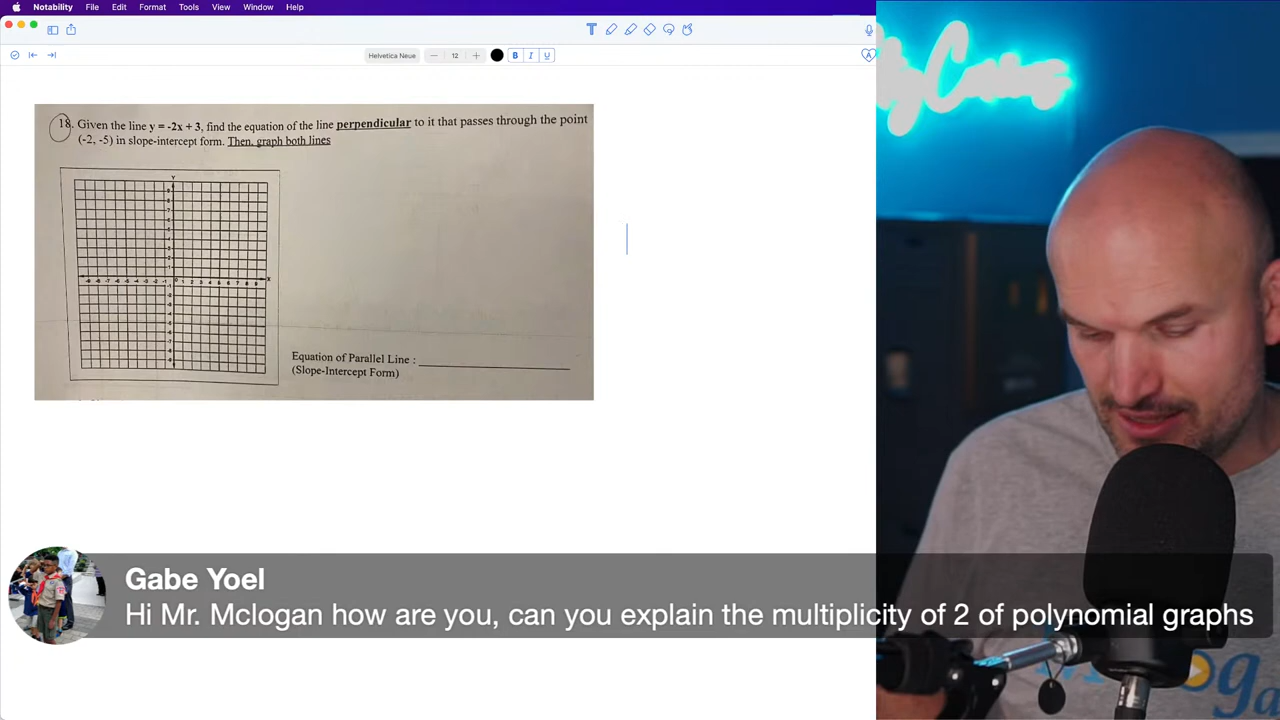 Notability File Edit Format Tools View Window Help
Helvetica Neue — 12 + B I U
18. Given the line y = -2x + 3, find the equation of the line perpendicular to it that passes through the point
(-2, -5) in slope-intercept form. Then, graph both lines
Y
X
Equation of Parallel Line :
(Slope-Intercept Form)
Gabe Yoel
Hi Mr. Mclogan how are you, can you explain the multiplicity of 2 of polynomial graphs